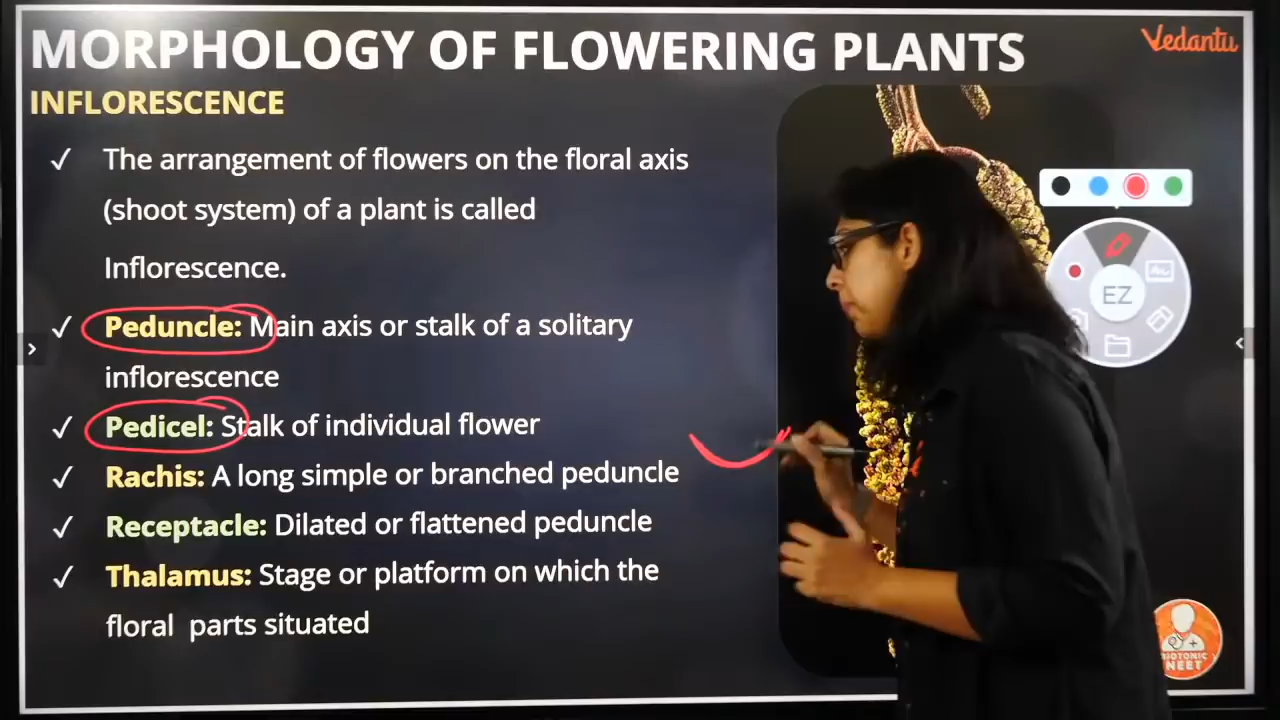 MORPHOLOGY OF FLOWERING PLANTS
Vedantu
INFLORESCENCE
✓ The arrangement of flowers on the floral axis
(shoot system) of a plant is called
Inflorescence.
✓ Peduncle: Main axis or stalk of a solitary
inflorescence
✓ Pedicel: Stalk of individual flower
✓ Rachis: A long simple or branched peduncle
✓ Receptacle: Dilated or flattened peduncle
✓ Thalamus: Stage or platform on which the
floral parts situated
EZ
BIOTONIC
NEET